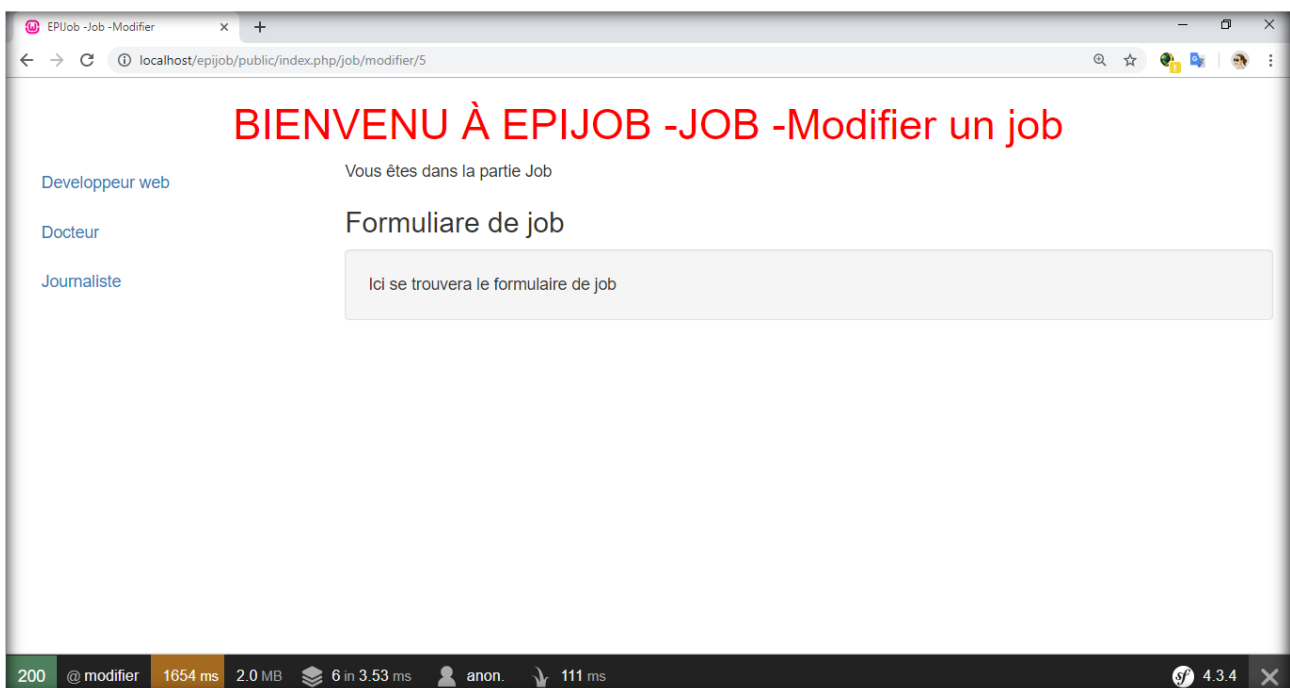 EPIJob -Job -Modifier
localhost/epijob/public/index.php/job/modifier/5
BIENVENU À EPIJOB -JOB -Modifier un job
Developpeur web
Docteur
Journaliste
Vous êtes dans la partie Job
Formuliare de job
Ici se trouvera le formulaire de job
200 @ modifier 1654 ms 2.0 MB 6 in 3.53 ms anon. 111 ms sf 4.3.4